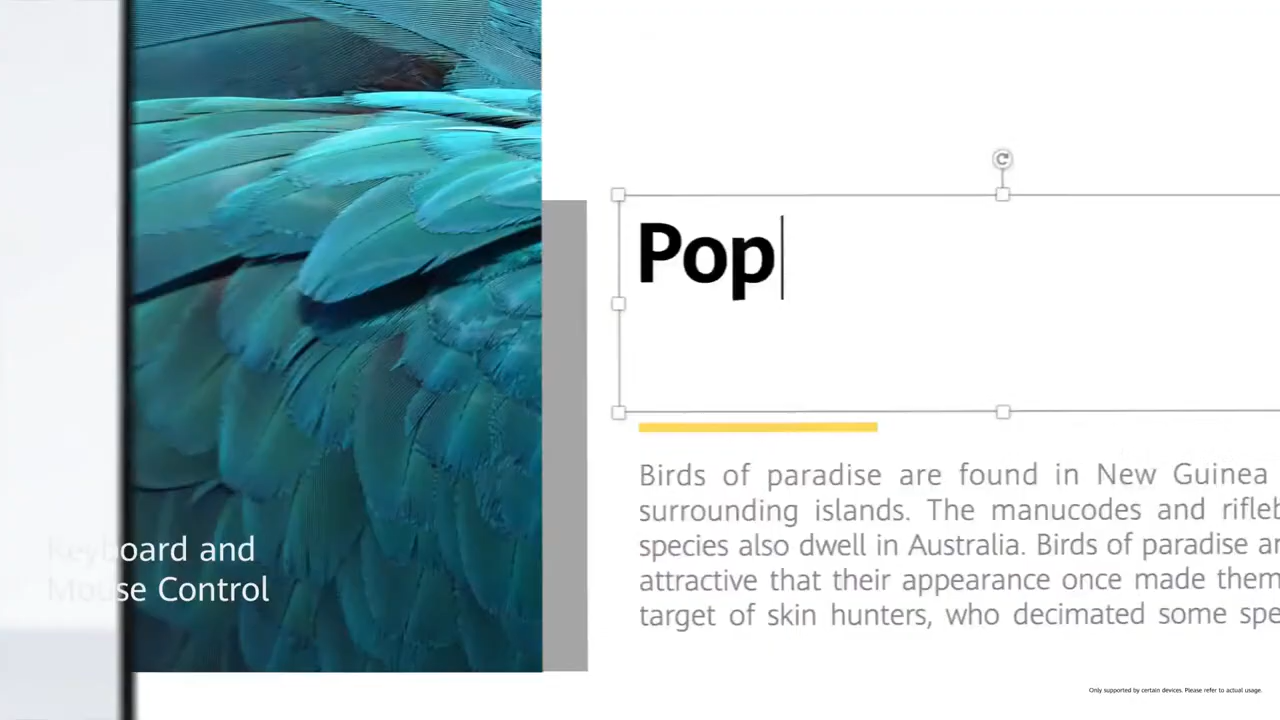 Pop
Birds of paradise are found in New Guinea
surrounding islands. The manucodes and rifleb
species also dwell in Australia. Birds of paradise ar
attractive that their appearance once made them
target of skin hunters, who decimated some spe
Keyboard and
Mouse Control
Only supported by certain devices. Please refer to actual usage.